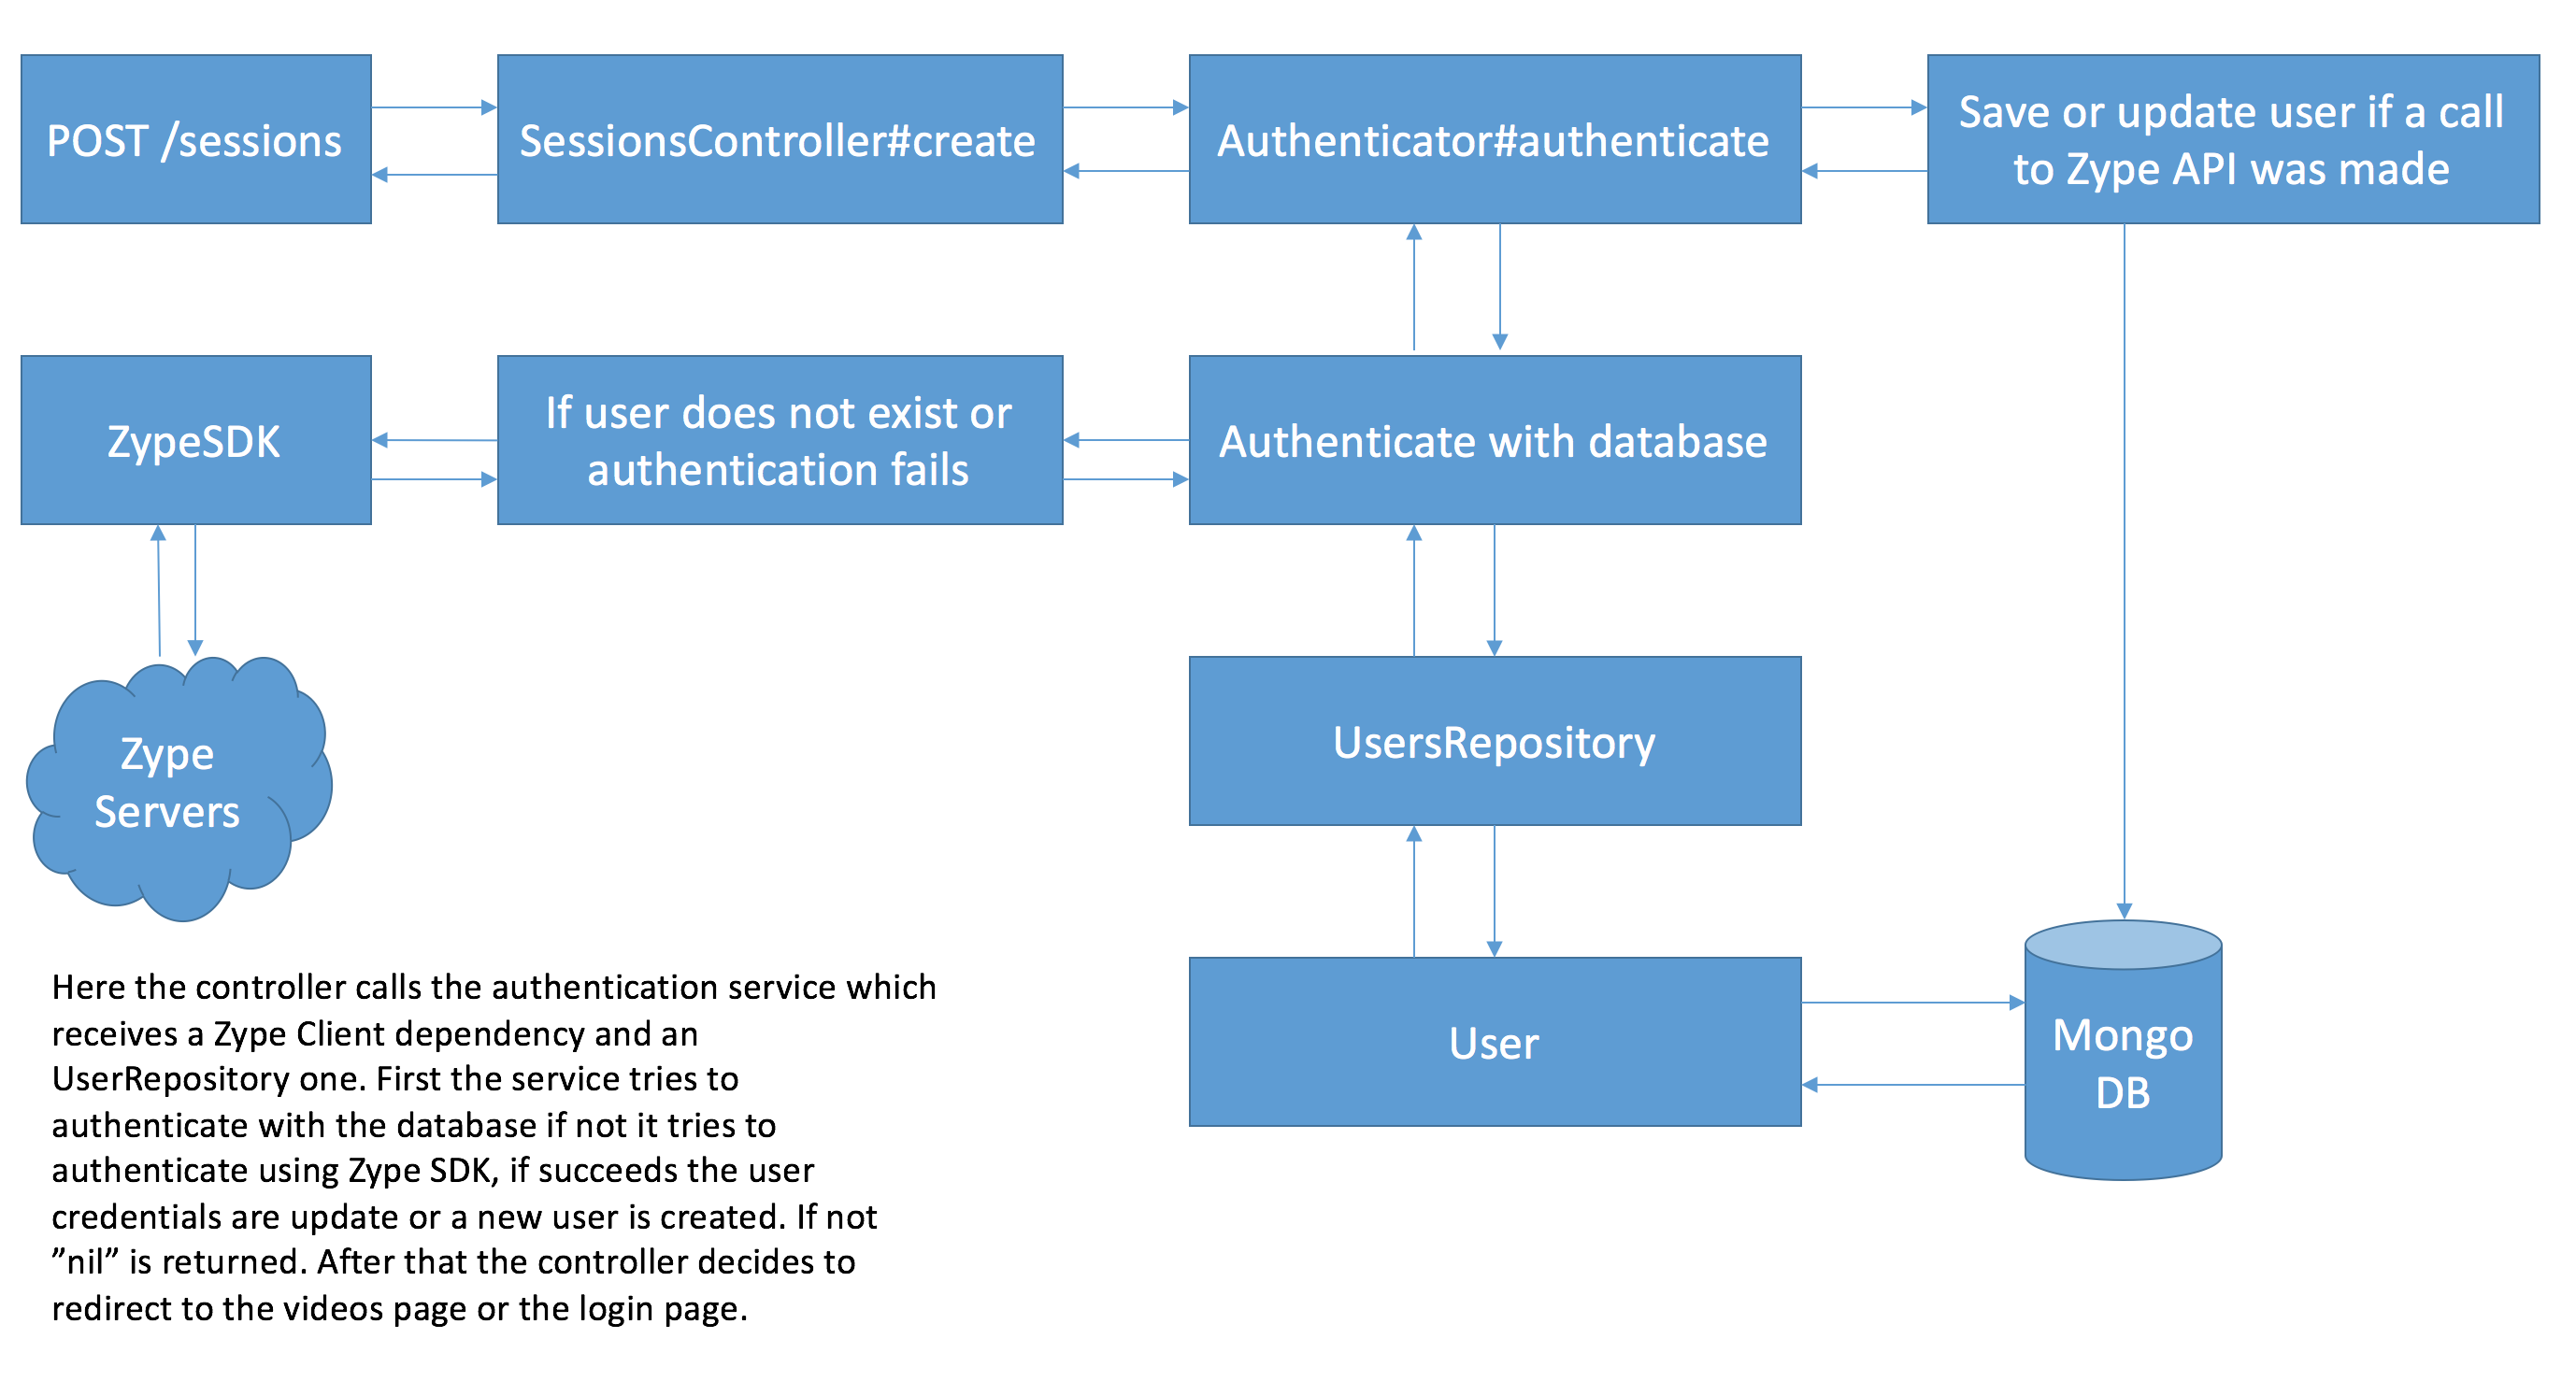 POST /sessions
SessionsController#create
Authenticator#authenticate
Save or update user if a call
to Zype API was made
ZypeSDK
If user does not exist or
authentication fails
Authenticate with database
Zype
Servers
UsersRepository
User
Mongo
DB
Here the controller calls the authentication service which
receives a Zype Client dependency and an
UserRepository one. First the service tries to
authenticate with the database if not it tries to
authenticate using Zype SDK, if succeeds the user
credentials are update or a new user is created. If not
”nil” is returned. After that the controller decides to
redirect to the videos page or the login page.